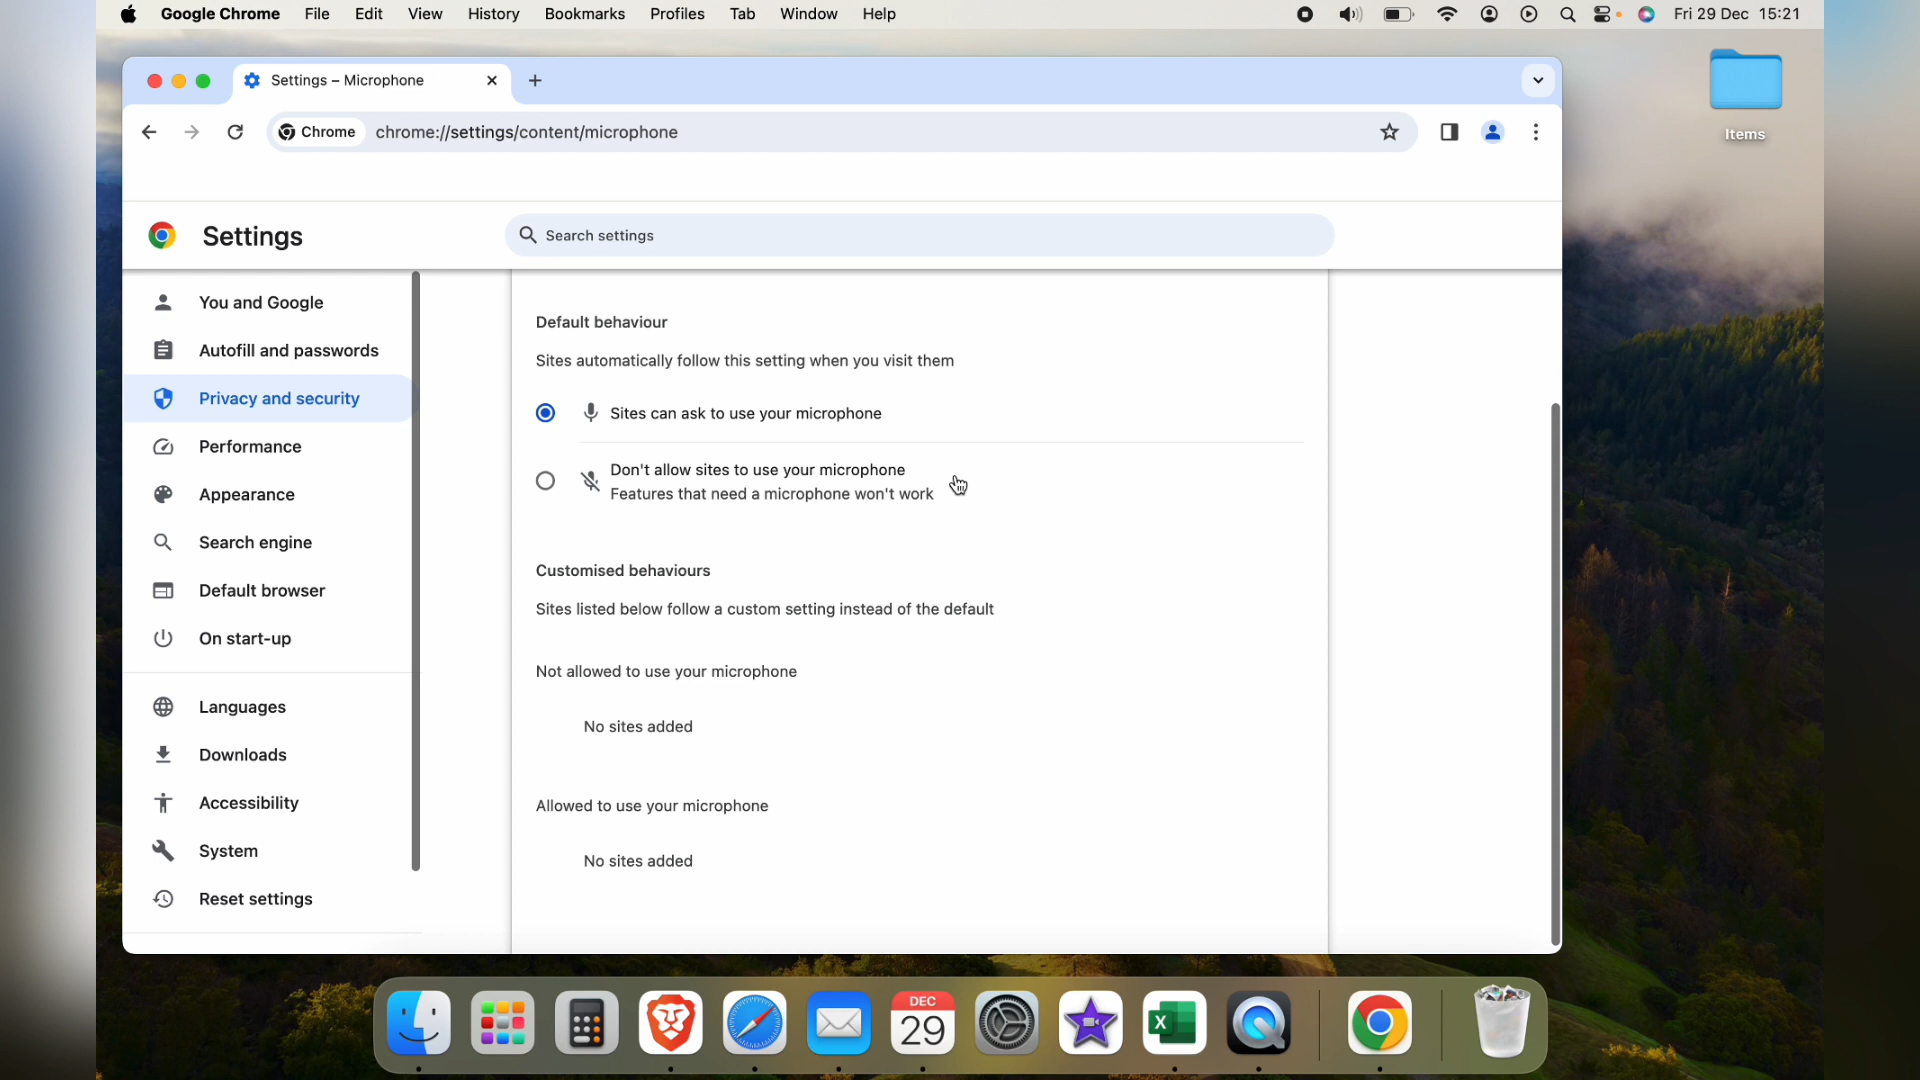 Google Chrome File Edit View History Bookmarks Profiles Tab Window Help Fri 29 Dec 15:21
Settings – Microphone
Chrome chrome://settings/content/microphone
Items
Settings
Search settings
You and Google
Autofill and passwords
Privacy and security
Performance
Appearance
Search engine
Default browser
On start-up
Languages
Downloads
Accessibility
System
Reset settings
Default behaviour
Sites automatically follow this setting when you visit them
Sites can ask to use your microphone
Don't allow sites to use your microphone
Features that need a microphone won't work
Customised behaviours
Sites listed below follow a custom setting instead of the default
Not allowed to use your microphone
No sites added
Allowed to use your microphone
No sites added
DEC
29
X